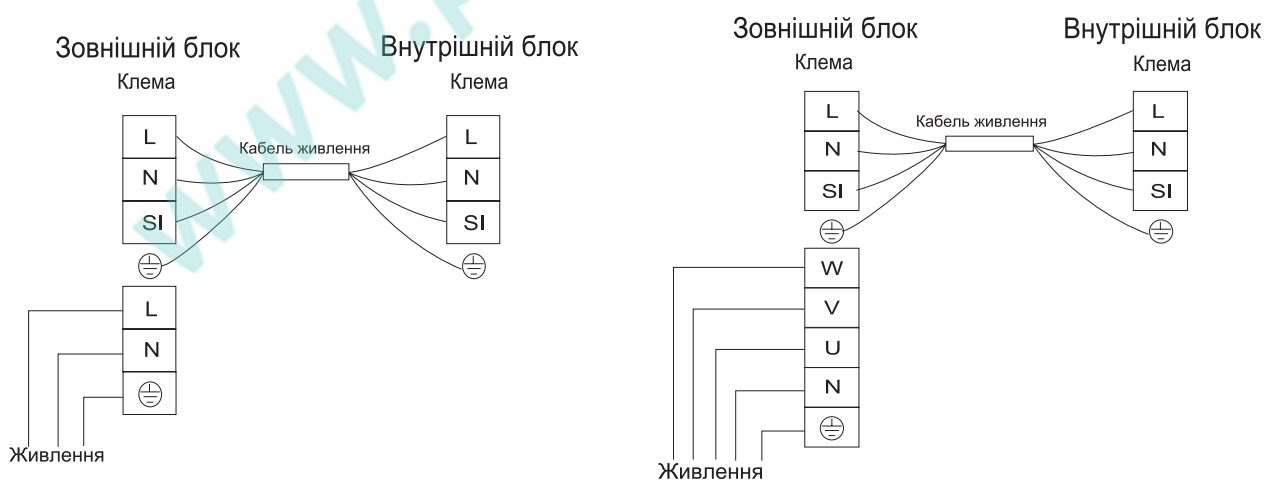 Зовнішній блок
Внутрішній блок
Клема
Клема
L
L
Кабель живлення
N
N
SI
SI
L
N
Живлення
Зовнішній блок
Внутрішній блок
Клема
Клема
L
L
Кабель живлення
N
N
SI
SI
W
V
U
N
Живлення